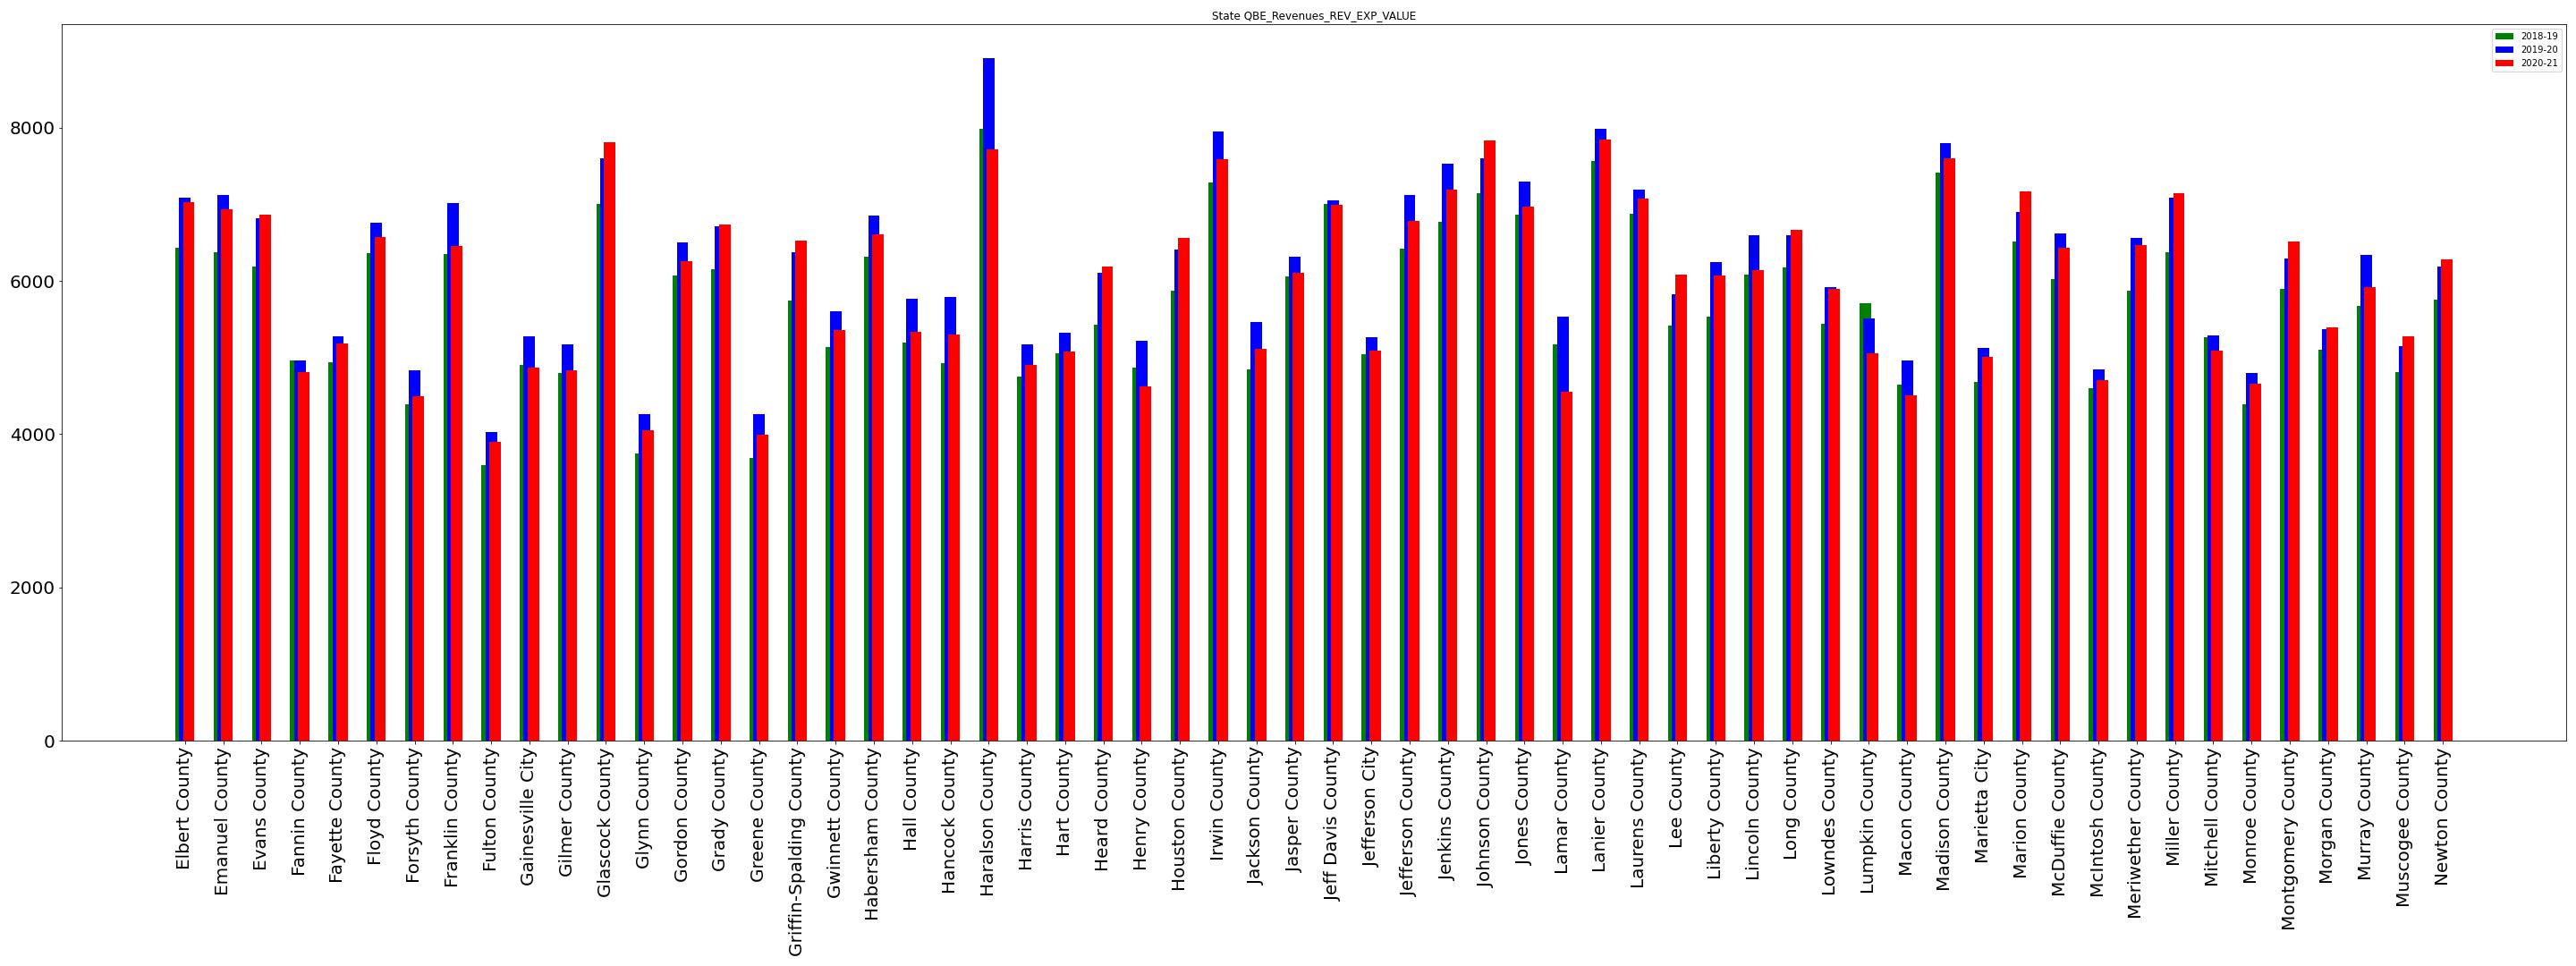 State QBE_Revenues_REV_EXP_VALUE
2018-19
2019-20
2020-21
8000
6000
4000
2000
0
Elbert County
Emanuel County
Evans County
Fannin County
Fayette County
Floyd County
Forsyth County
Franklin County
Fulton County
Gainesville City
Gilmer County
Glascock County
Glynn County
Gordon County
Grady County
Greene County
Griffin-Spalding County
Gwinnett County
Habersham County
Hall County
Hancock County
Haralson County
Harris County
Hart County
Heard County
Henry County
Houston County
Irwin County
Jackson County
Jasper County
Jeff Davis County
Jefferson City
Jefferson County
Jenkins County
Johnson County
Jones County
Lamar County
Lanier County
Laurens County
Lee County
Liberty County
Lincoln County
Long County
Lowndes County
Lumpkin County
Macon County
Madison County
Marietta City
Marion County
McDuffie County
McIntosh County
Meriwether County
Miller County
Mitchell County
Monroe County
Montgomery County
Morgan County
Murray County
Muscogee County
Newton County